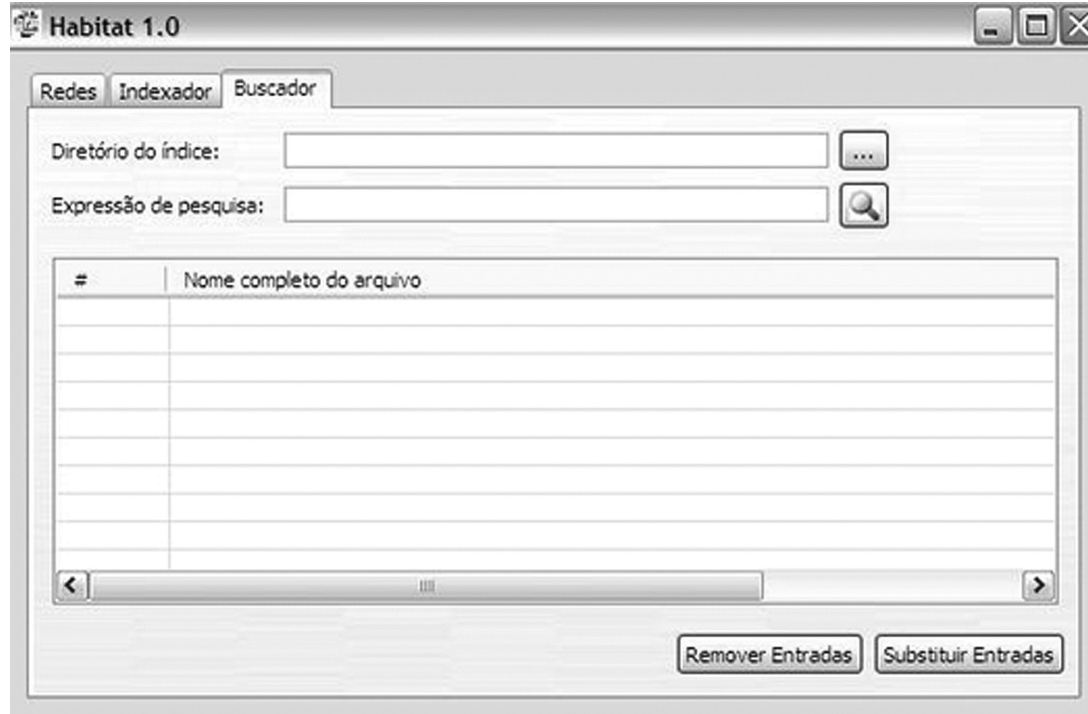 Habitat 1.0
Redes Indexador Buscador
Diretório do índice: ...
Expressão de pesquisa:
# Nome completo do arquivo
Remover Entradas Substituir Entradas